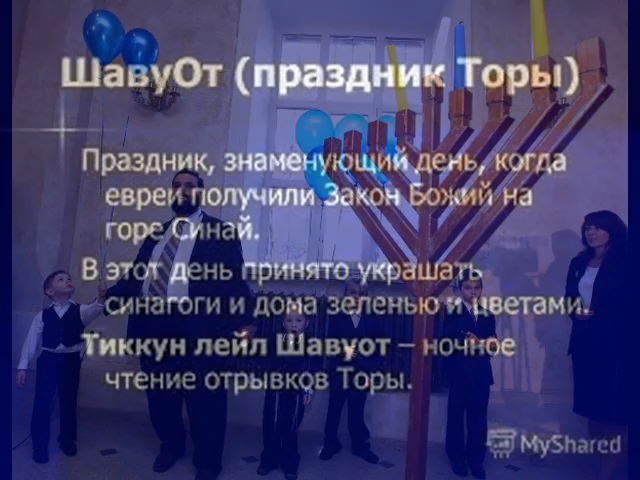 ШавуОт (праздник Торы)
Праздник, знаменующий день, когда
евреи получили Закон Божий на
горе Синай.
В этот день принято украшать
синагоги и дома зеленью и цветами.
Тиккун лейл Шавуот – ночное
чтение отрывков Торы.
MyShared